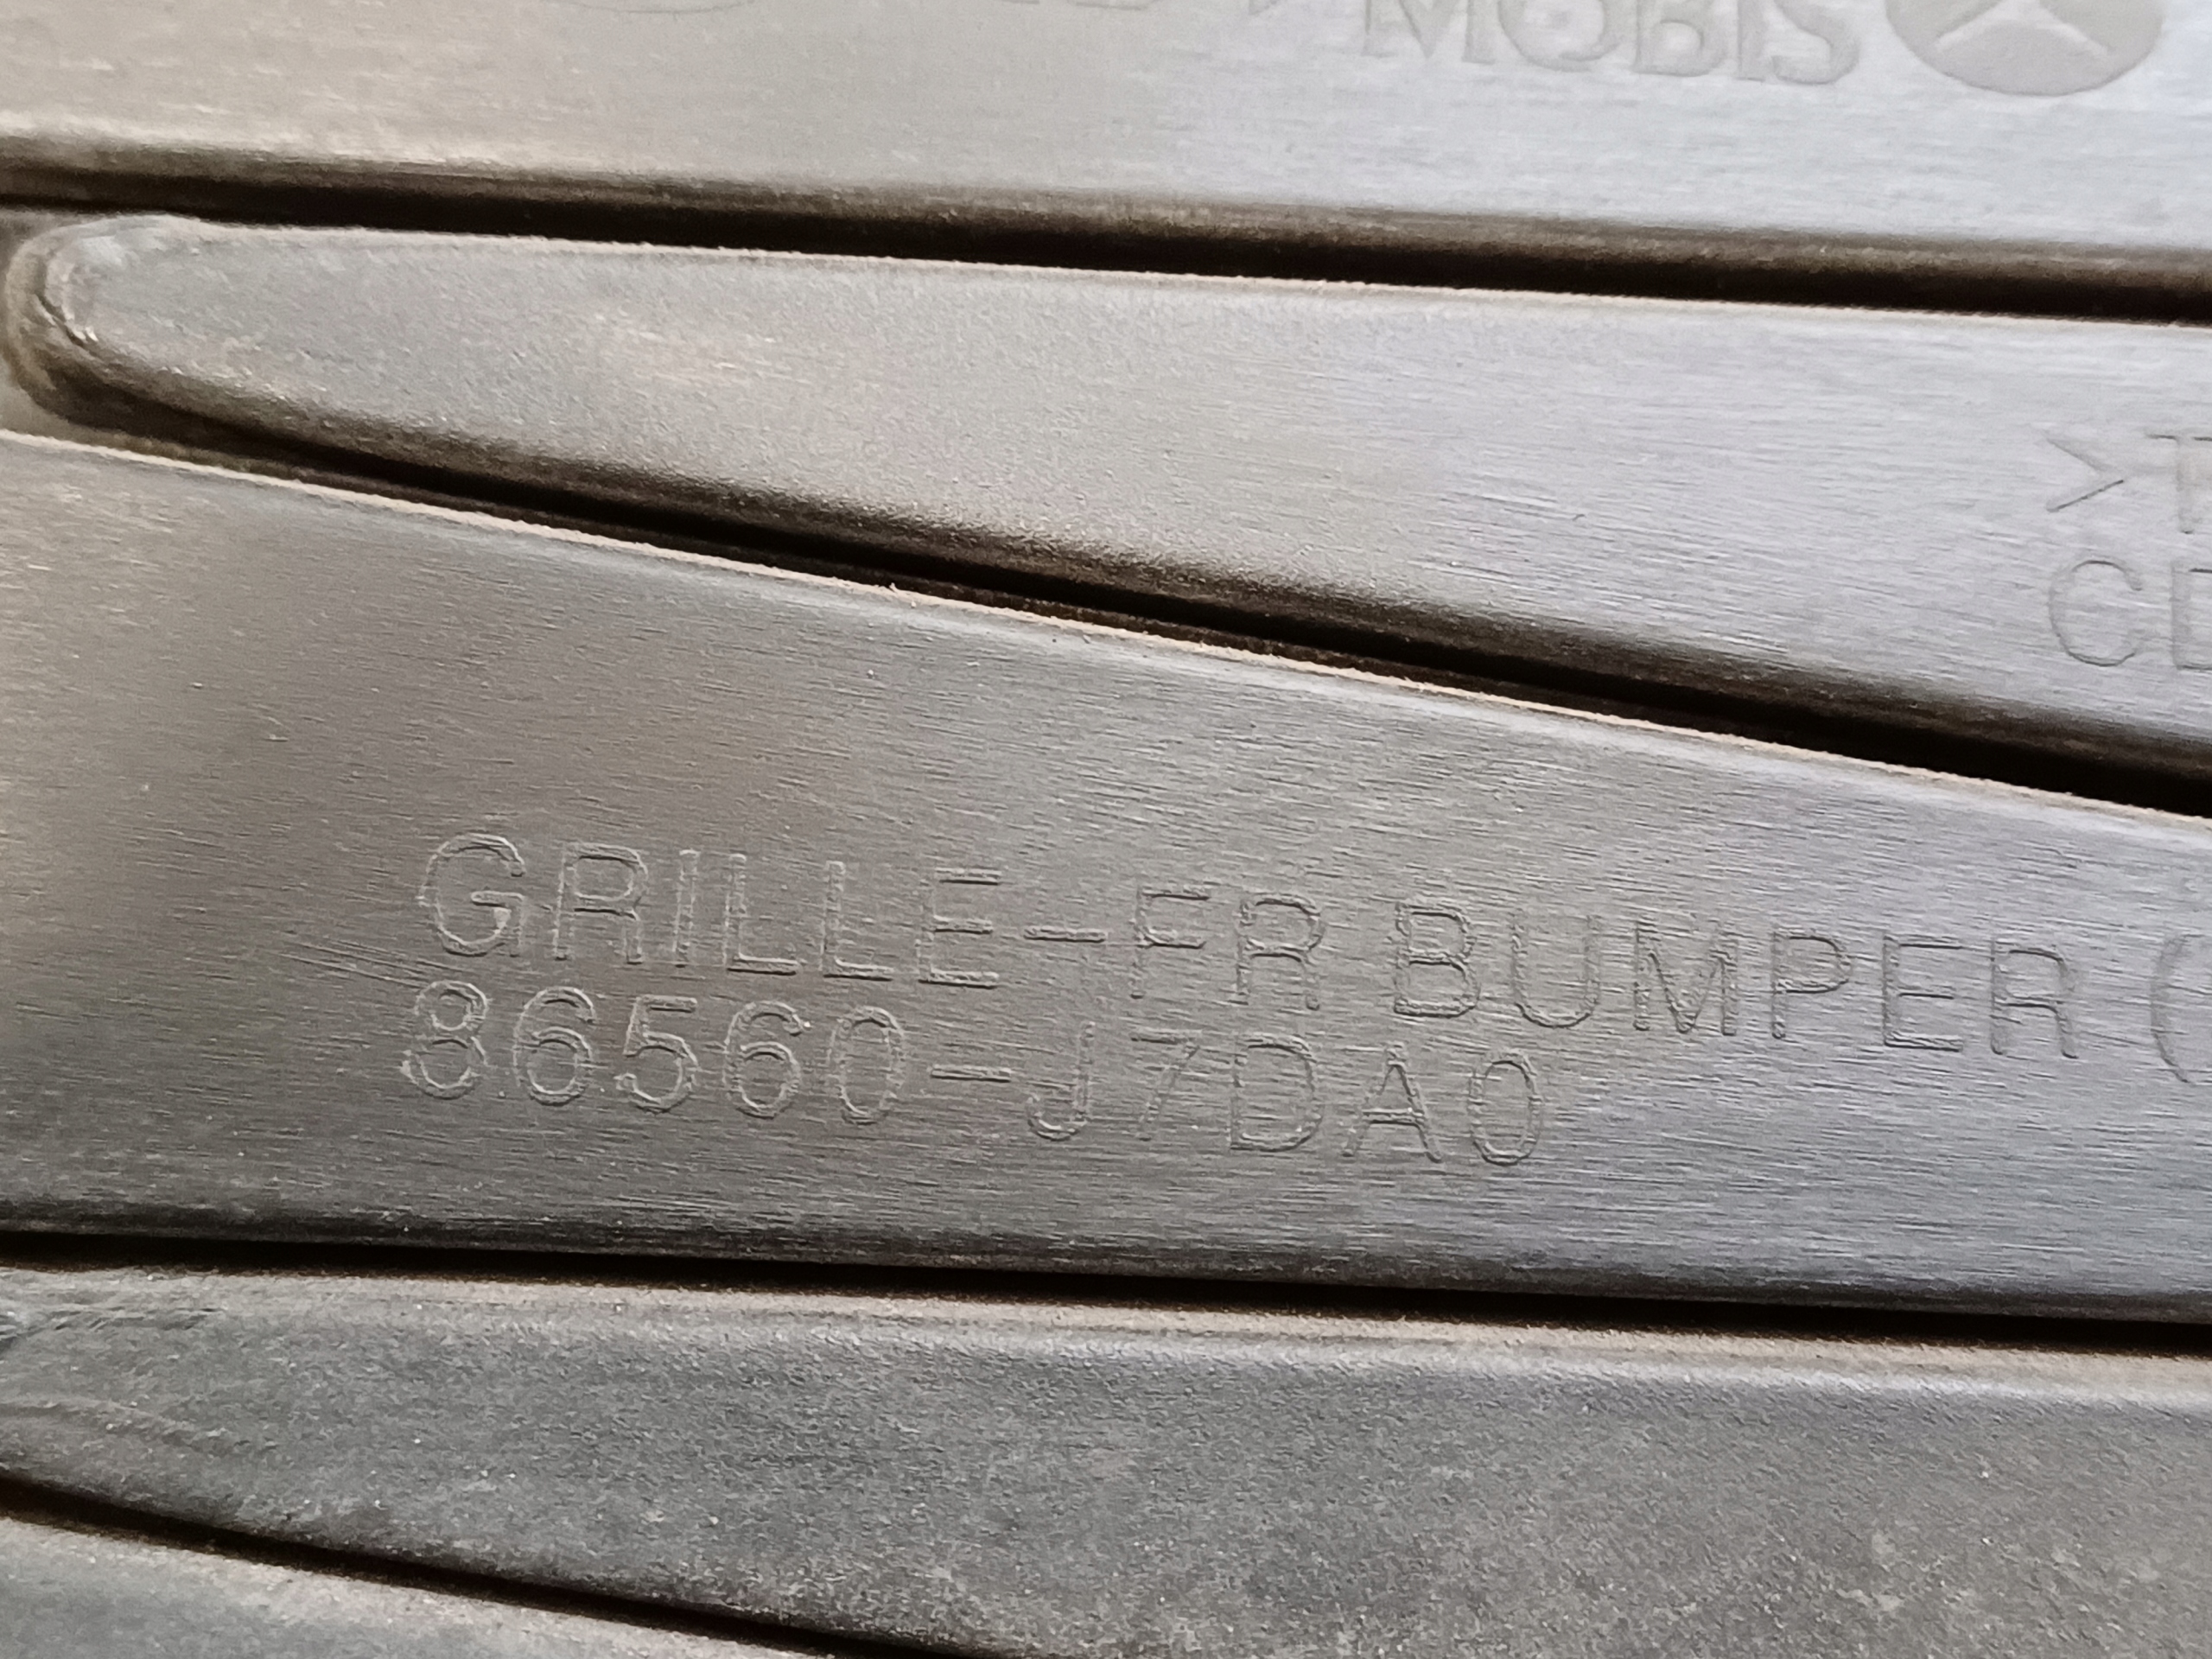 MOBIS
GRILLE-FR BUMPER (
86560-J7DA0